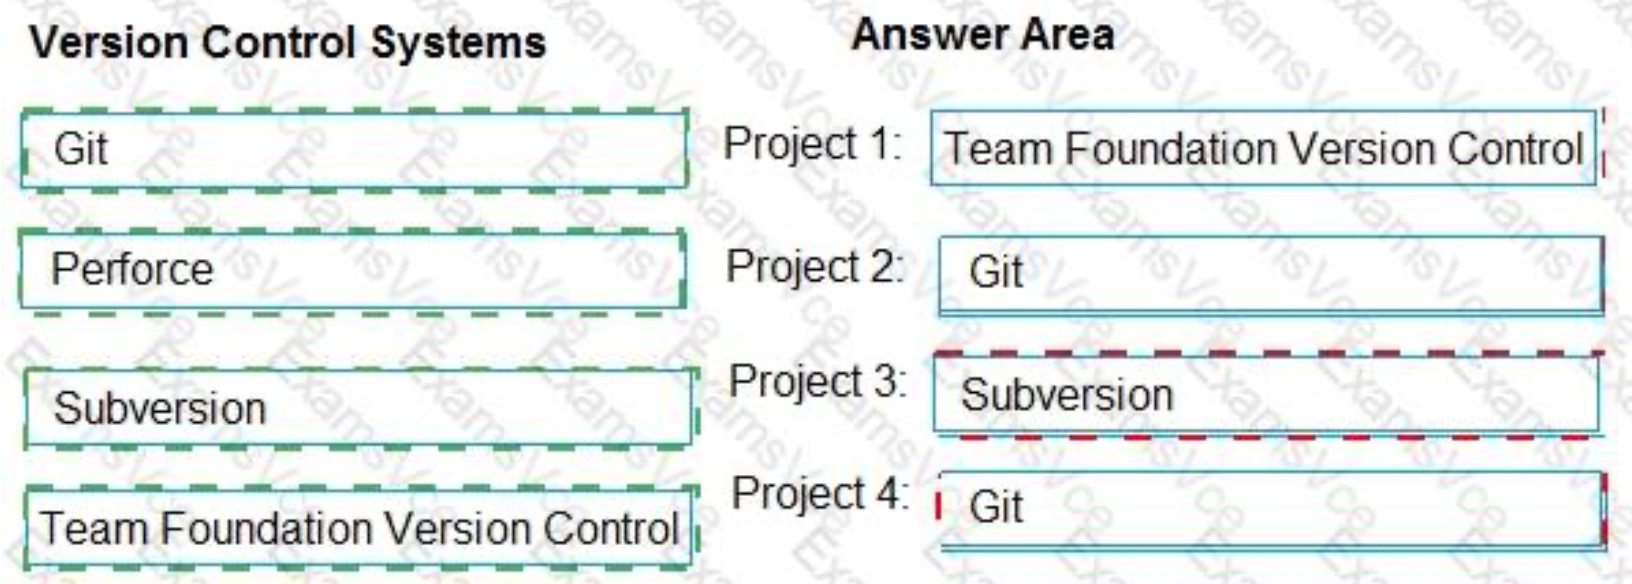 Version Control Systems
Answer Area
Git
Project 1: Team Foundation Version Control
Perforce
Project 2: Git
Subversion
Project 3: Subversion
Team Foundation Version Control
Project 4: Git
ExamsVce